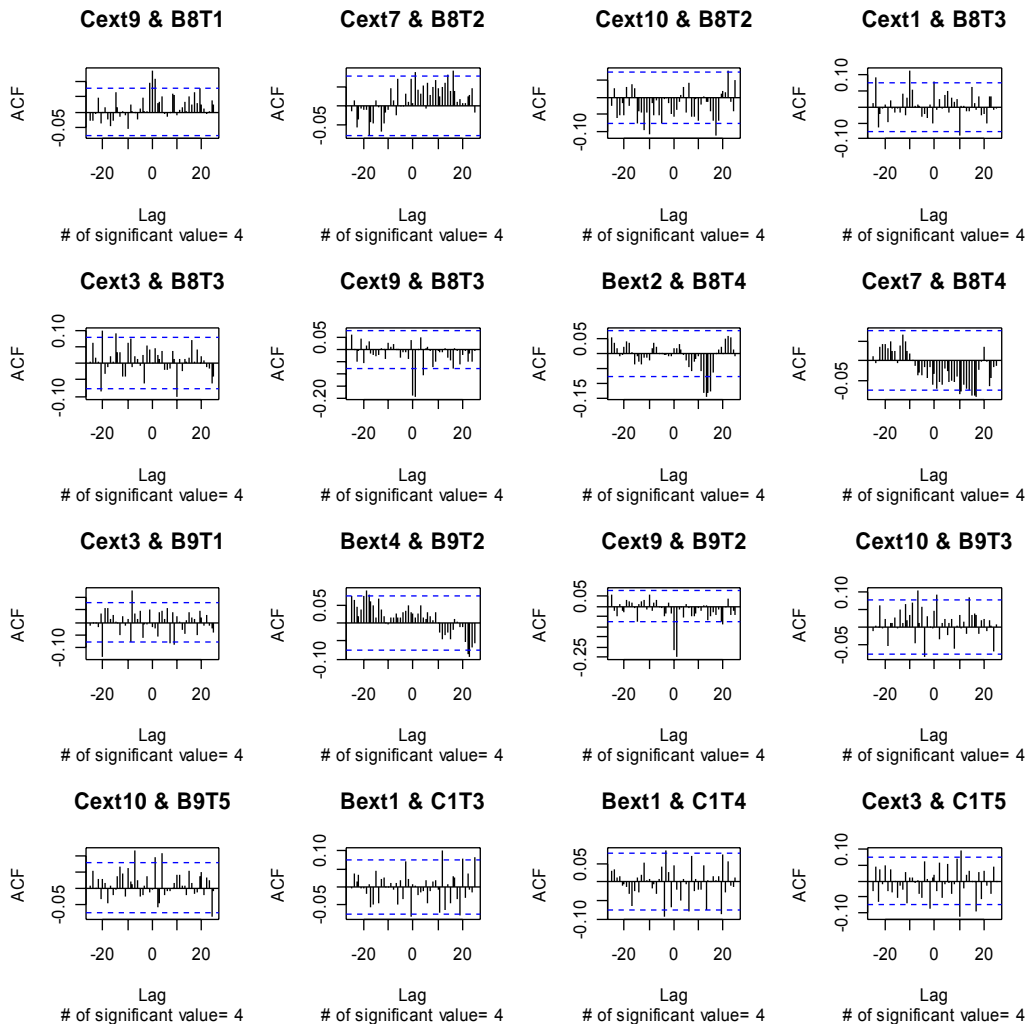 Cext9 & B8T1 Cext7 & B8T2 Cext10 & B8T2 Cext1 & B8T3
ACF -0.05 ACF -0.05 ACF -0.10 ACF -0.10 0.10
-20 0 20 -20 0 20 -20 0 20 -20 0 20
Lag Lag Lag Lag
# of significant value= 4 # of significant value= 4 # of significant value= 4 # of significant value= 4
Cext3 & B8T3 Cext9 & B8T3 Bext2 & B8T4 Cext7 & B8T4
ACF -0.10 0.10 ACF -0.20 0.05 ACF -0.15 0.05 ACF -0.05
-20 0 20 -20 0 20 -20 0 20 -20 0 20
Lag Lag Lag Lag
# of significant value= 4 # of significant value= 4 # of significant value= 4 # of significant value= 4
Cext3 & B9T1 Bext4 & B9T2 Cext9 & B9T2 Cext10 & B9T3
ACF -0.10 ACF -0.10 0.05 ACF -0.25 0.05 ACF -0.05 0.10
-20 0 20 -20 0 20 -20 0 20 -20 0 20
Lag Lag Lag Lag
# of significant value= 4 # of significant value= 4 # of significant value= 4 # of significant value= 4
Cext10 & B9T5 Bext1 & C1T3 Bext1 & C1T4 Cext3 & C1T5
ACF -0.05 ACF -0.05 0.10 ACF -0.10 0.05 ACF -0.10 0.10
-20 0 20 -20 0 20 -20 0 20 -20 0 20
Lag Lag Lag Lag
# of significant value= 4 # of significant value= 4 # of significant value= 4 # of significant value= 4